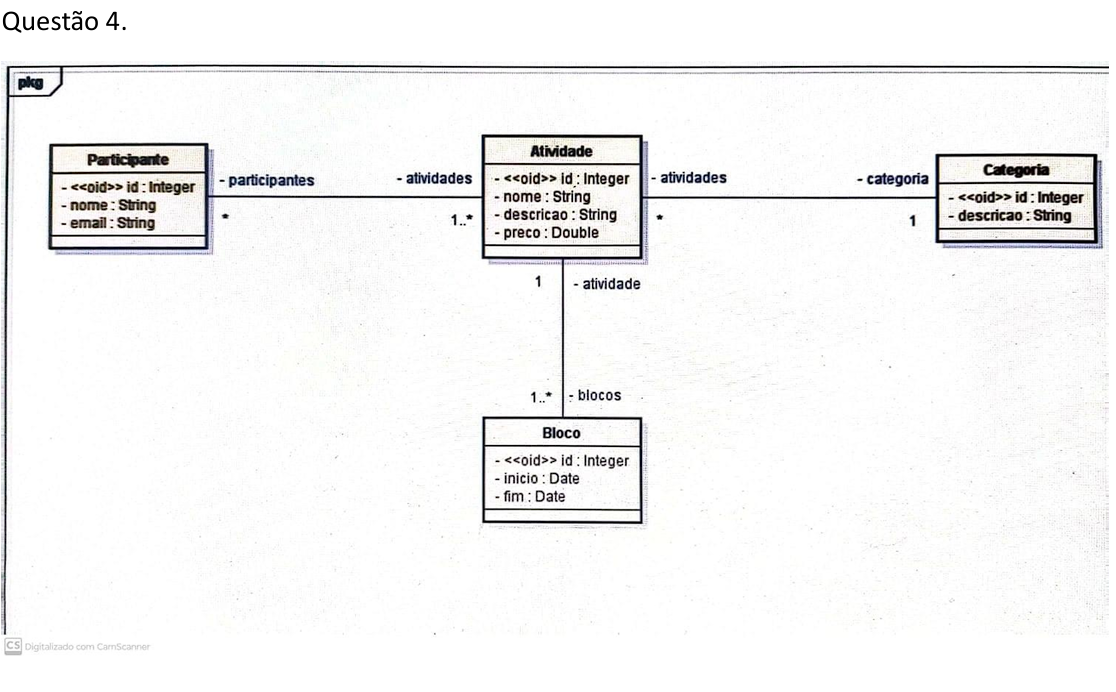 Questão 4.
pkg
Participante
- <<oid>> id : Integer
- nome : String
- email : String
- participantes
*
- atividades
1..*
Atividade
- <<oid>> id : Integer
- nome : String
- descricao : String
- preco : Double
- atividades
*
- categoria
1
Categoria
- <<oid>> id : Integer
- descricao : String
1
- atividade
1..*
- blocos
Bloco
- <<oid>> id : Integer
- inicio : Date
- fim : Date
CS Digitalizado com CamScanner